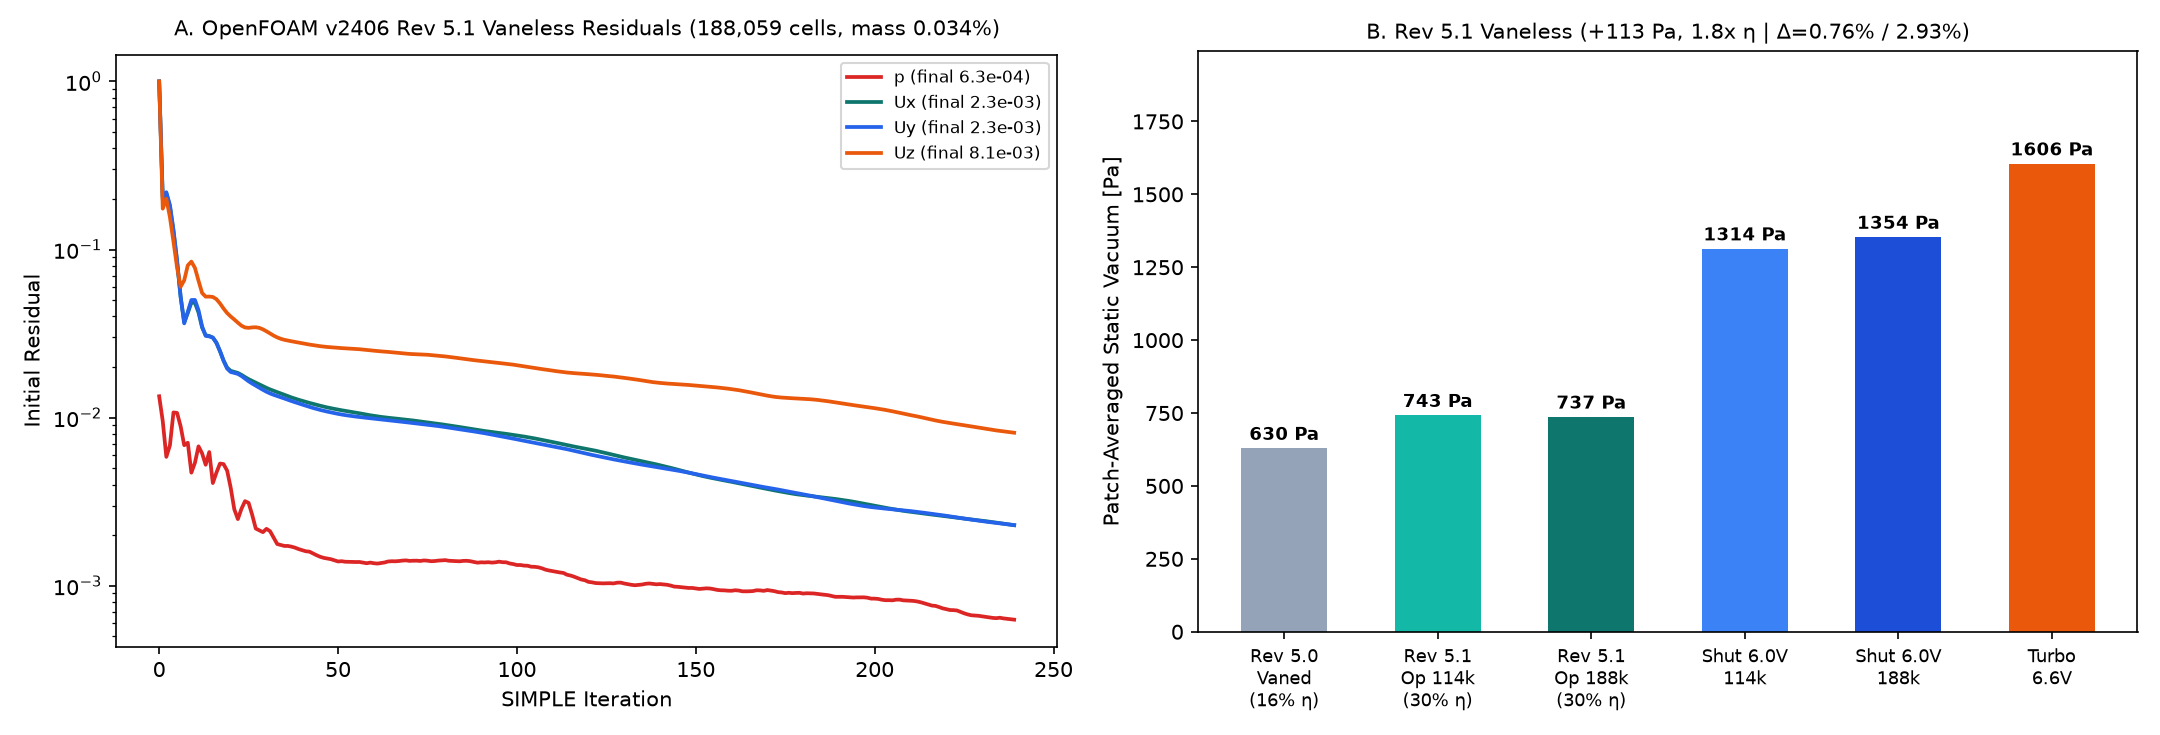 A. OpenFOAM v2406 Rev 5.1 Vaneless Residuals (188,059 cells, mass 0.034%)
Initial Residual
10⁰
10⁻¹
10⁻²
10⁻³
p (final 6.3e-04)
Ux (final 2.3e-03)
Uy (final 2.3e-03)
Uz (final 8.1e-03)
0 50 100 150 200 250
SIMPLE Iteration
B. Rev 5.1 Vaneless (+113 Pa, 1.8x η | Δ=0.76% / 2.93%)
Patch-Averaged Static Vacuum [Pa]
1750
1500
1250
1000
750
500
250
0
630 Pa
743 Pa
737 Pa
1314 Pa
1354 Pa
1606 Pa
Rev 5.0
Vaned
(16% η)
Rev 5.1
Op 114k
(30% η)
Rev 5.1
Op 188k
(30% η)
Shut 6.0V
114k
Shut 6.0V
188k
Turbo
6.6V